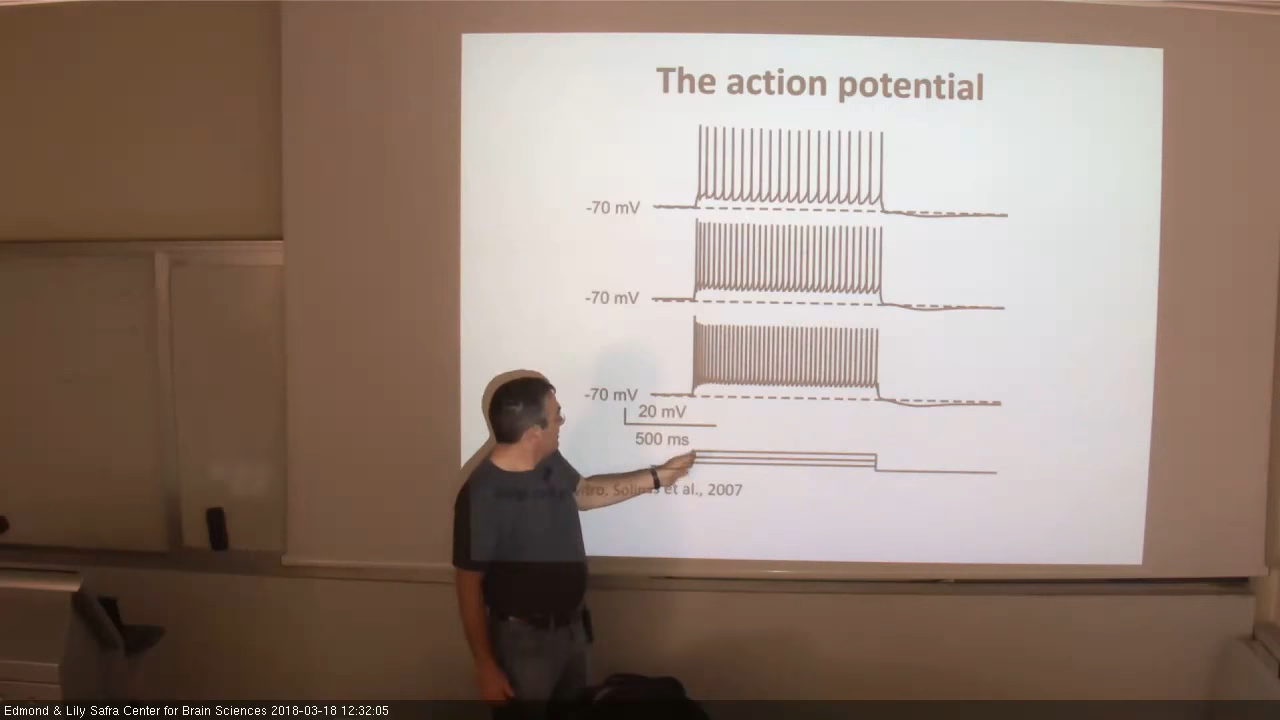 The action potential
-70 mV
-70 mV
-70 mV
20 mV
500 ms
et al., 2007
Edmond & Lily Safra Center for Brain Sciences 2018-03-18 12:32:05